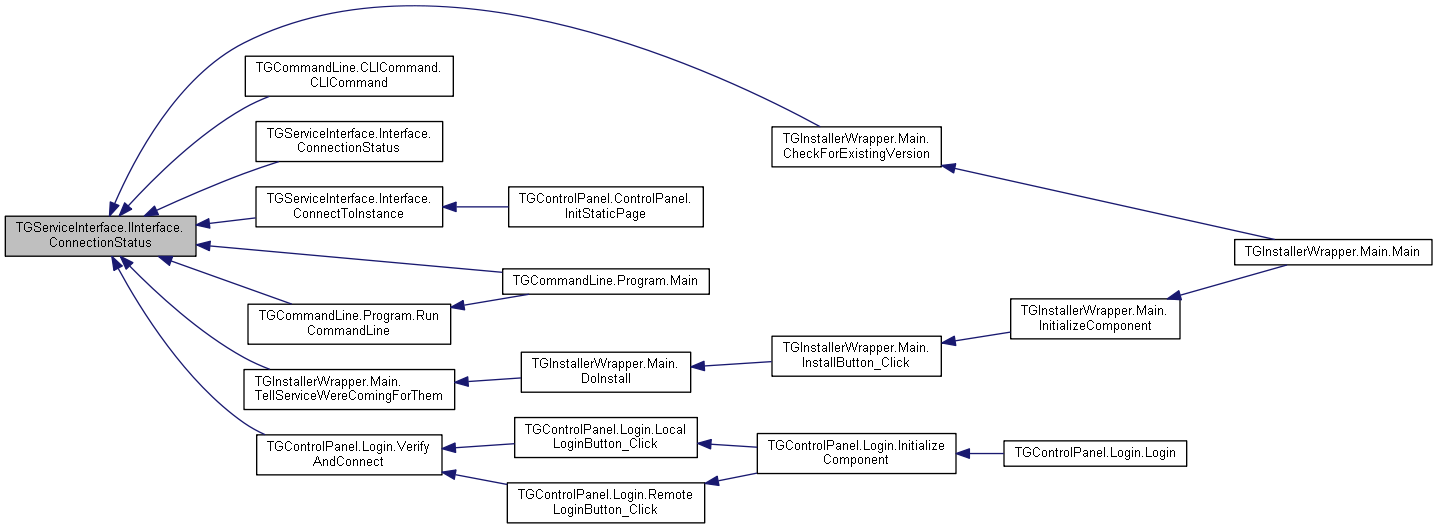 TGServiceInterface.IInterface.
ConnectionStatus
TGCommandLine.CLICommand.
CLICommand
TGServiceInterface.Interface.
ConnectionStatus
TGServiceInterface.Interface.
ConnectToInstance
TGControlPanel.ControlPanel.
InitStaticPage
TGCommandLine.Program.Main
TGCommandLine.Program.Run
CommandLine
TGInstallerWrapper.Main.
TellServiceWereComingForThem
TGInstallerWrapper.Main.
DoInstall
TGInstallerWrapper.Main.
InstallButton_Click
TGInstallerWrapper.Main.
InitializeComponent
TGInstallerWrapper.Main.
CheckForExistingVersion
TGInstallerWrapper.Main.Main
TGControlPanel.Login.Verify
AndConnect
TGControlPanel.Login.Local
LoginButton_Click
TGControlPanel.Login.Remote
LoginButton_Click
TGControlPanel.Login.Initialize
Component
TGControlPanel.Login.Login